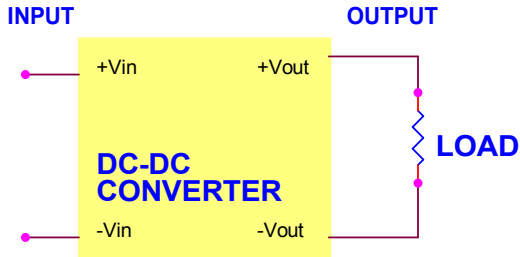 INPUT
OUTPUT
+Vin
+Vout
LOAD
DC-DC
CONVERTER
-Vin
-Vout